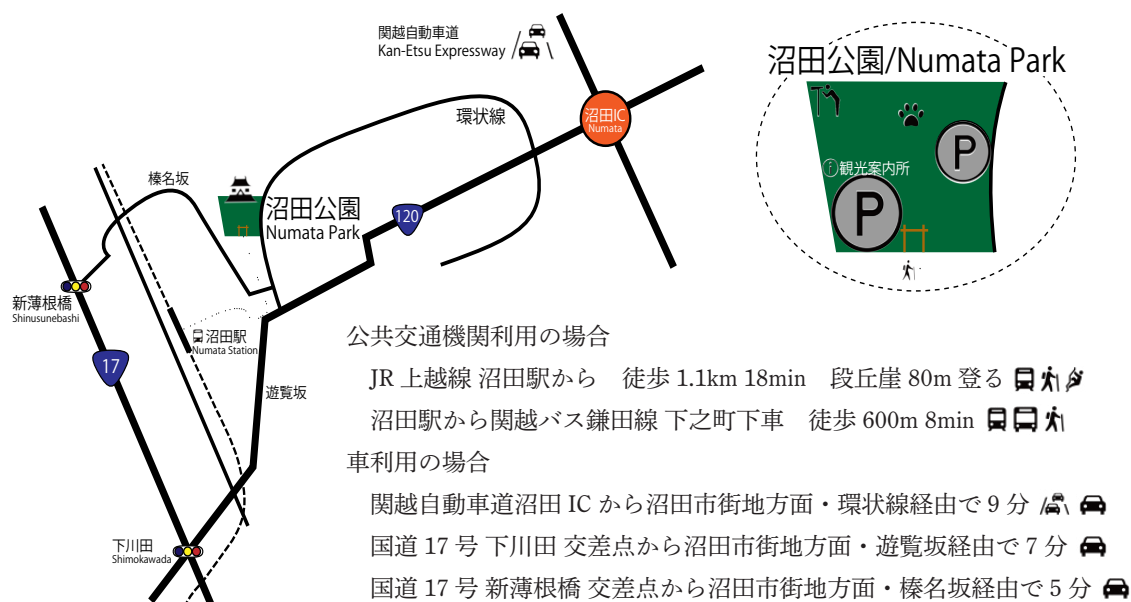 関越自動車道
Kan-Etsu Expressway
環状線
沼田IC
Numata
榛名坂
沼田公園
Numata Park
120
新薄根橋
Shinusunebashi
沼田駅
Numata Station
17
遊覧坂
下川田
Shimokawada
沼田公園/Numata Park
P
i観光案内所
P
公共交通機関利用の場合
JR 上越線 沼田駅から　徒歩 1.1km 18min　段丘崖 80m 登る
沼田駅から関越バス鎌田線 下之町下車　徒歩 600m 8min
車利用の場合
関越自動車道沼田 IC から沼田市街地方面・環状線経由で 9 分
国道 17 号 下川田 交差点から沼田市街地方面・遊覧坂経由で 7 分
国道 17 号 新薄根橋 交差点から沼田市街地方面・榛名坂経由で 5 分